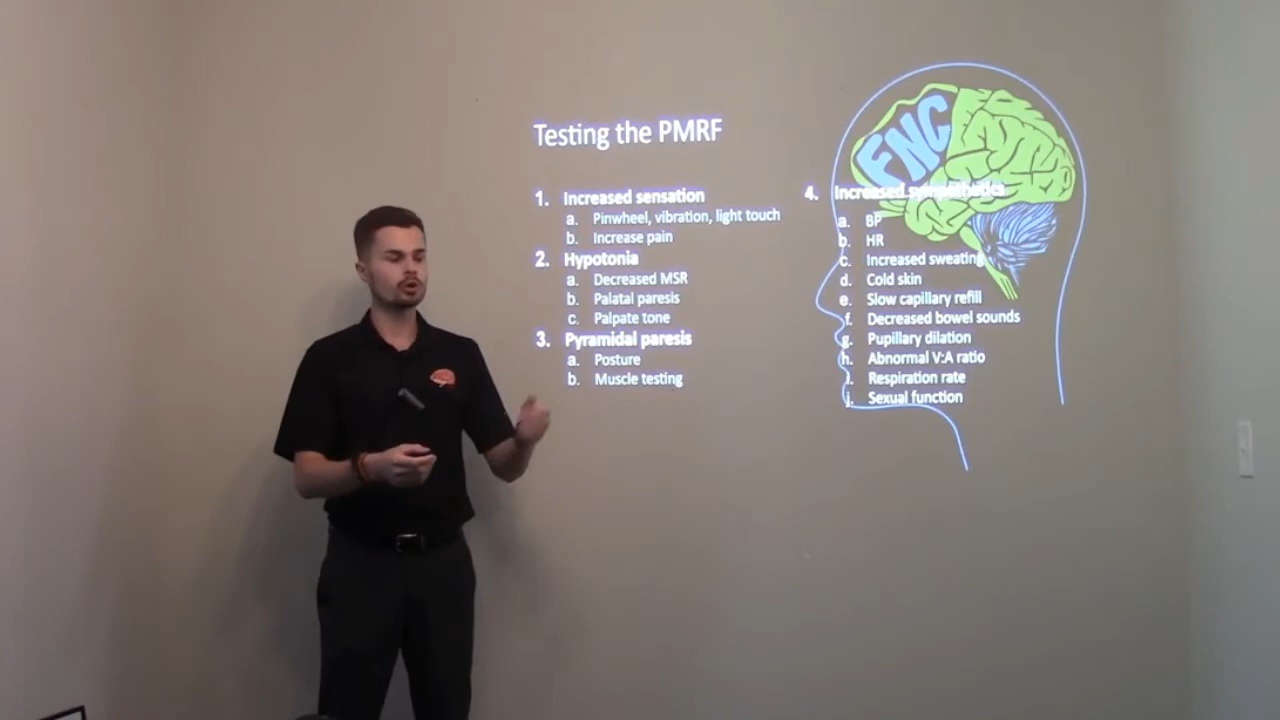 FNC
Testing the PMRF
1. Increased sensation
a. Pinwheel, vibration, light touch
b. Increase pain
2. Hypotonia
a. Decreased MSR
b. Palatal paresis
c. Palpate tone
3. Pyramidal paresis
a. Posture
b. Muscle testing
4. Increased sympathetics
a. BP
b. HR
c. Increased sweating
d. Cold skin
e. Slow capillary refill
f. Decreased bowel sounds
g. Pupillary dilation
h. Abnormal V:A ratio
i. Respiration rate
j. Sexual function